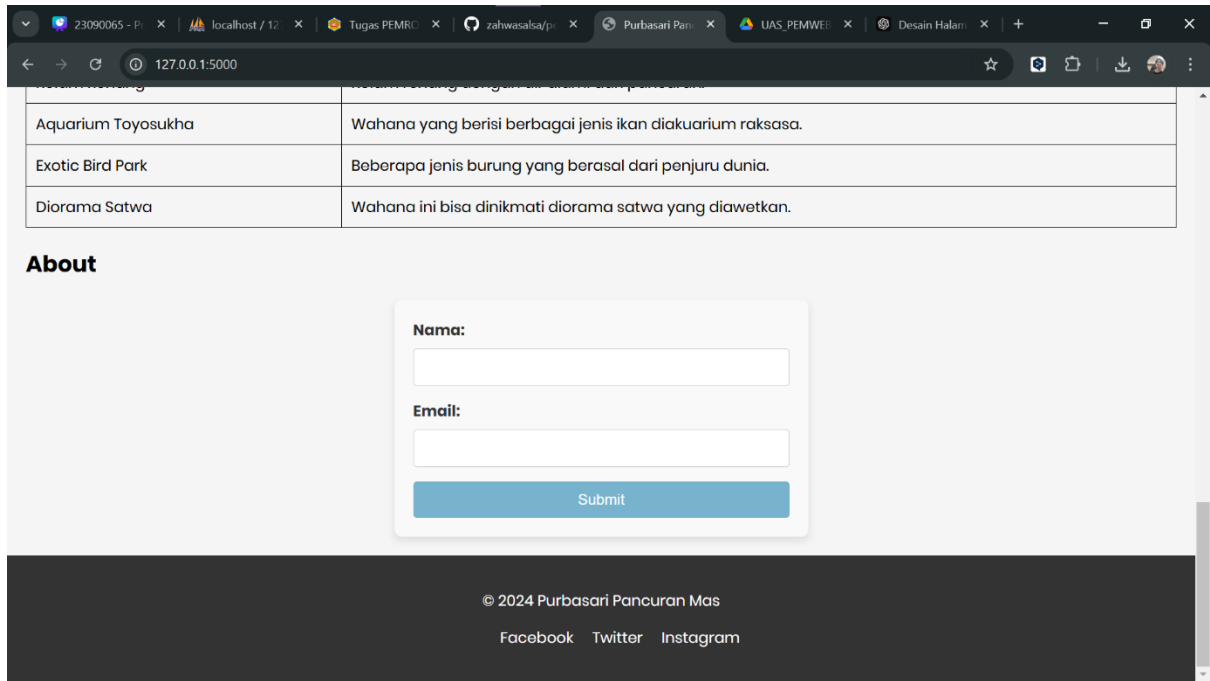 23090065 - Pr
localhost / 127
Tugas PEMRO
zahwasalsa/pe
Purbasari Panc
UAS_PEMWEB
Desain Halam
127.0.0.1:5000
Aquarium Toyosukha
Wahana yang berisi berbagai jenis ikan diakuarium raksasa.
Exotic Bird Park
Beberapa jenis burung yang berasal dari penjuru dunia.
Diorama Satwa
Wahana ini bisa dinikmati diorama satwa yang diawetkan.
About
Nama:
Email:
Submit
© 2024 Purbasari Pancuran Mas
Facebook Twitter Instagram